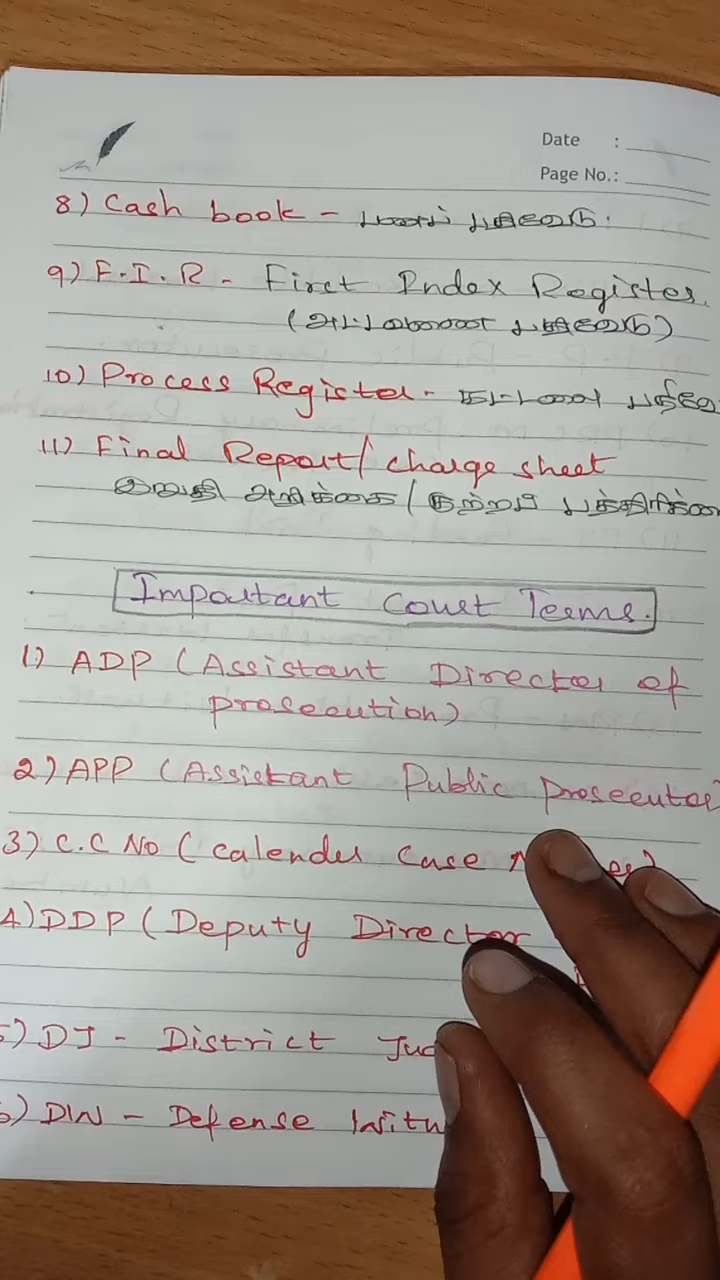 Date :
Page No.:
8) Cash book - பணப் பதிவேடு.
9) F.I.R - First Index Register.
(அட்டவணை பதிவேடு)
10) Process Register - கட்டளை
11) Final Report / charge sheet
இறுதி அறிக்கை / குற்றப் பத்திரிக்கை
Important Court Terms.
1.) ADP (Assistant Director of
prosecution)
2) APP (Assistant Public prosecutor
3) C.C No ( Calender Case
4) DDP ( Deputy Director
5) DJ - District
6) DW - Defense